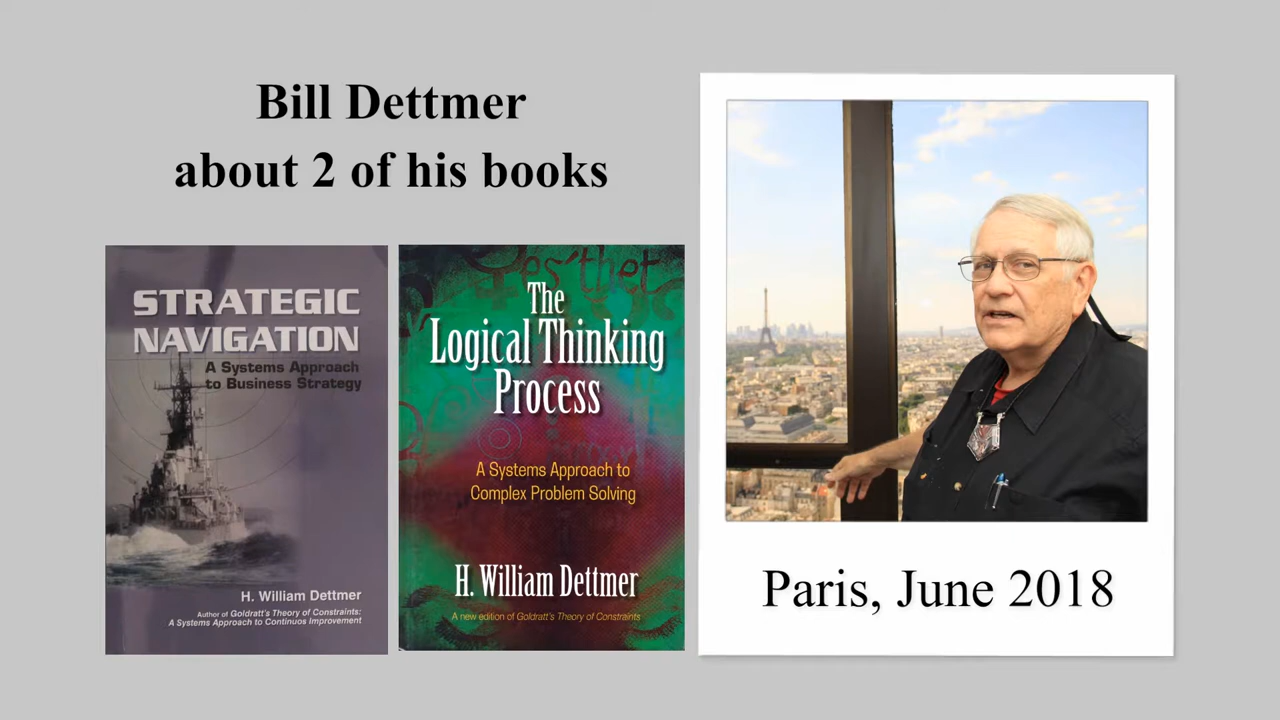 Bill Dettmer
about 2 of his books
STRATEGIC
NAVIGATION
A Systems Approach
to Business Strategy
H. William Dettmer
Author of Goldratt's Theory of Constraints:
A Systems Approach to Continuos Improvement
yes thet
The
Logical Thinking
Process
A Systems Approach to
Complex Problem Solving
H. William Dettmer
A new edition of Goldratt's Theory of Constraints
Paris, June 2018